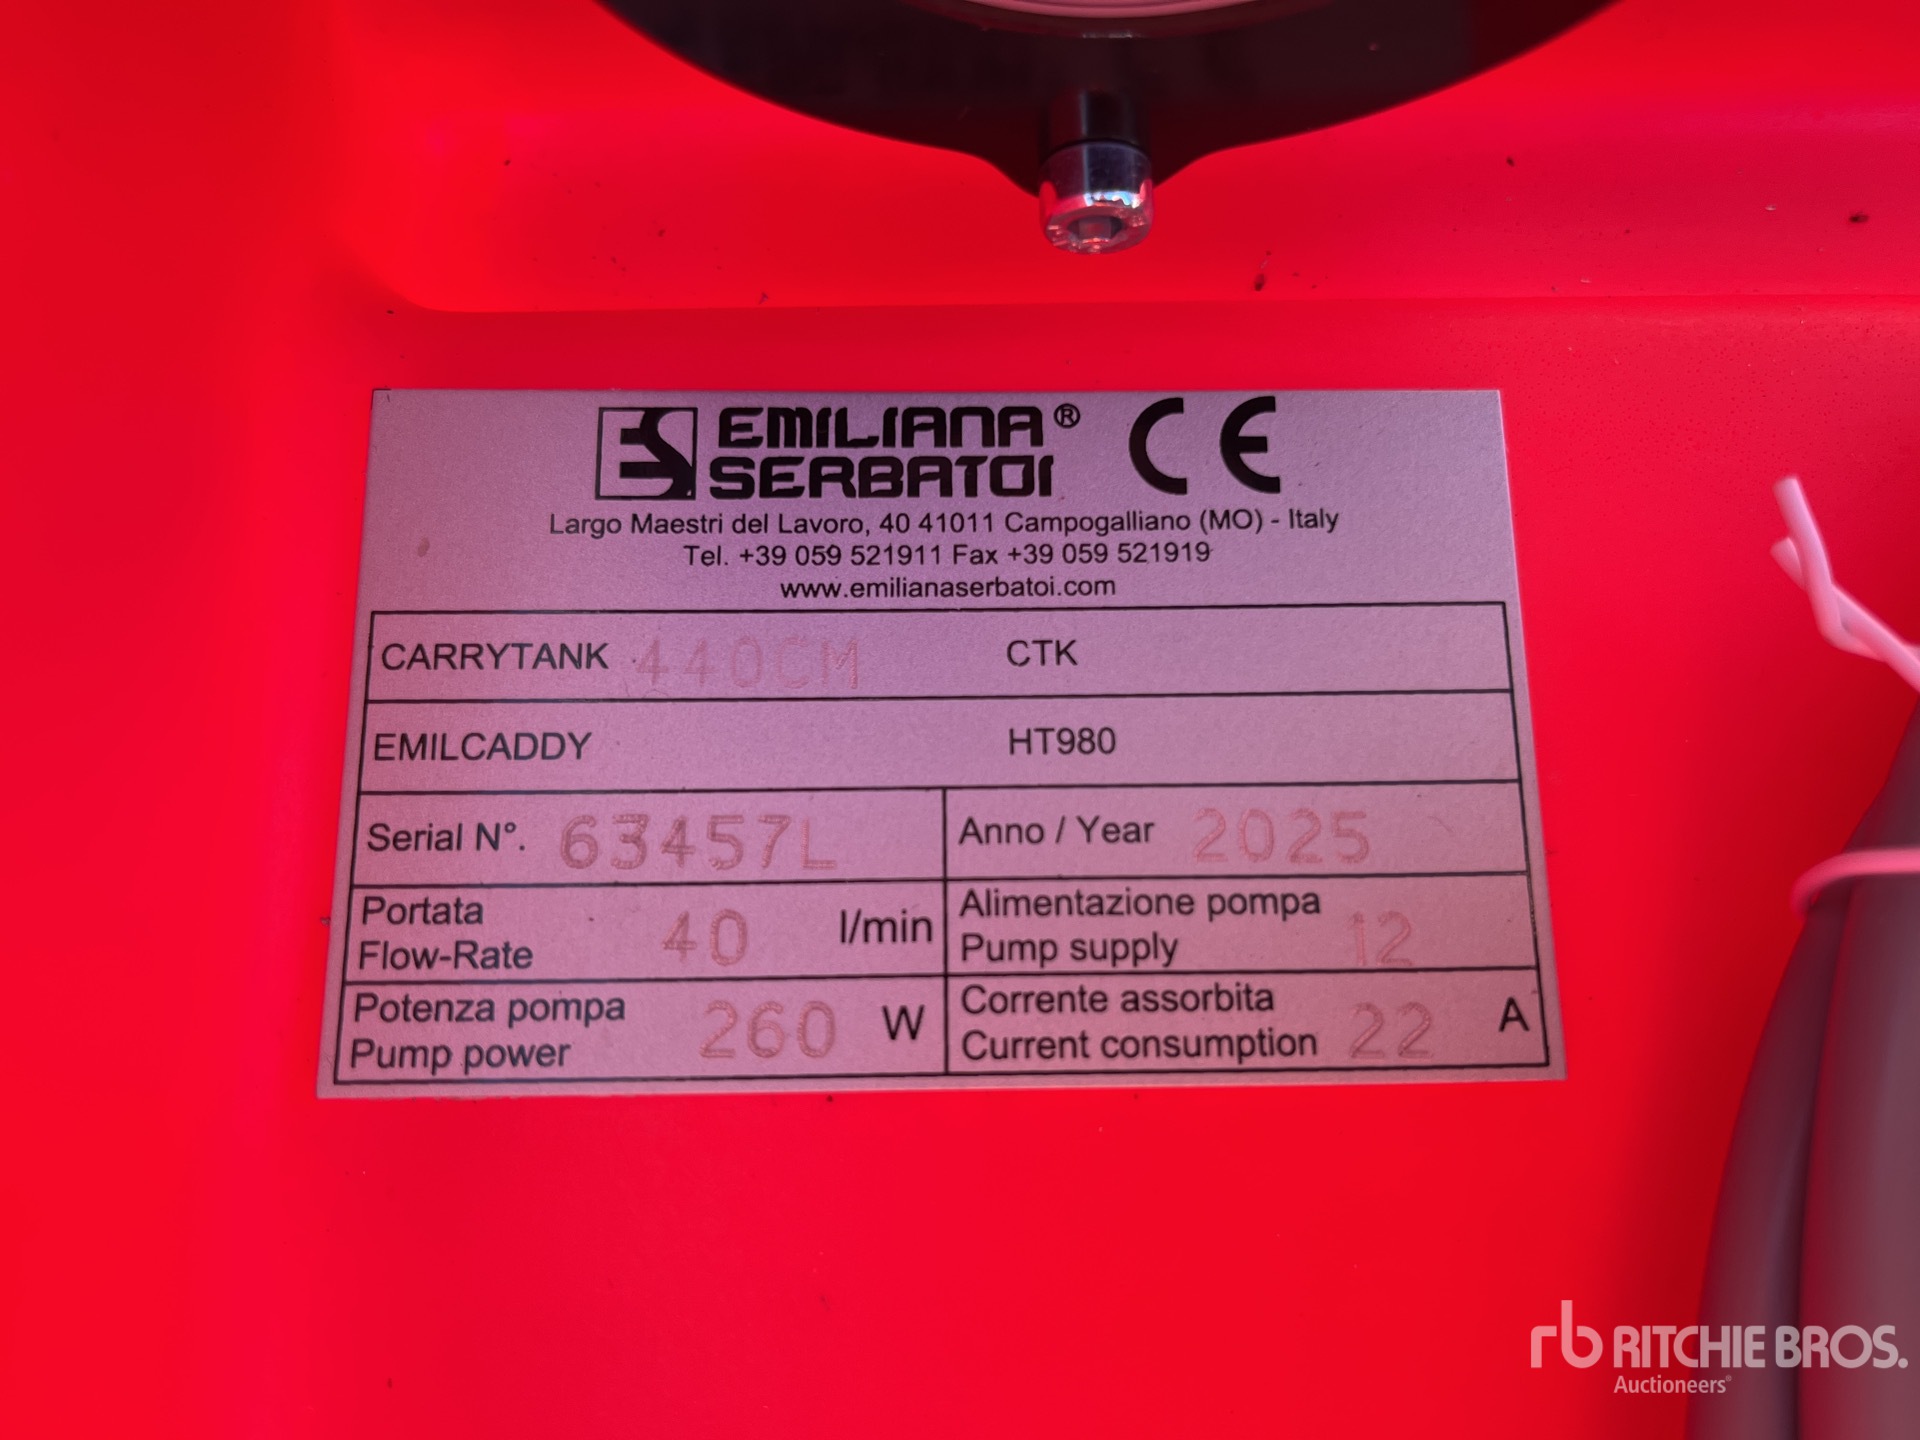 ES EMILIANA®
SERBATOI CE
Largo Maestri del Lavoro, 40 41011 Campogalliano (MO) - Italy
Tel. +39 059 521911 Fax +39 059 521919
www.emilianaserbatoi.com
CARRYTANK 440CM CTK
EMILCADDY HT980
Serial N°. 63457L Anno / Year 2025
Portata
Flow-Rate 40 l/min
Alimentazione pompa
Pump supply 12
Potenza pompa
Pump power 260 W
Corrente assorbita
Current consumption 22 A
rb RITCHIE BROS.
Auctioneers